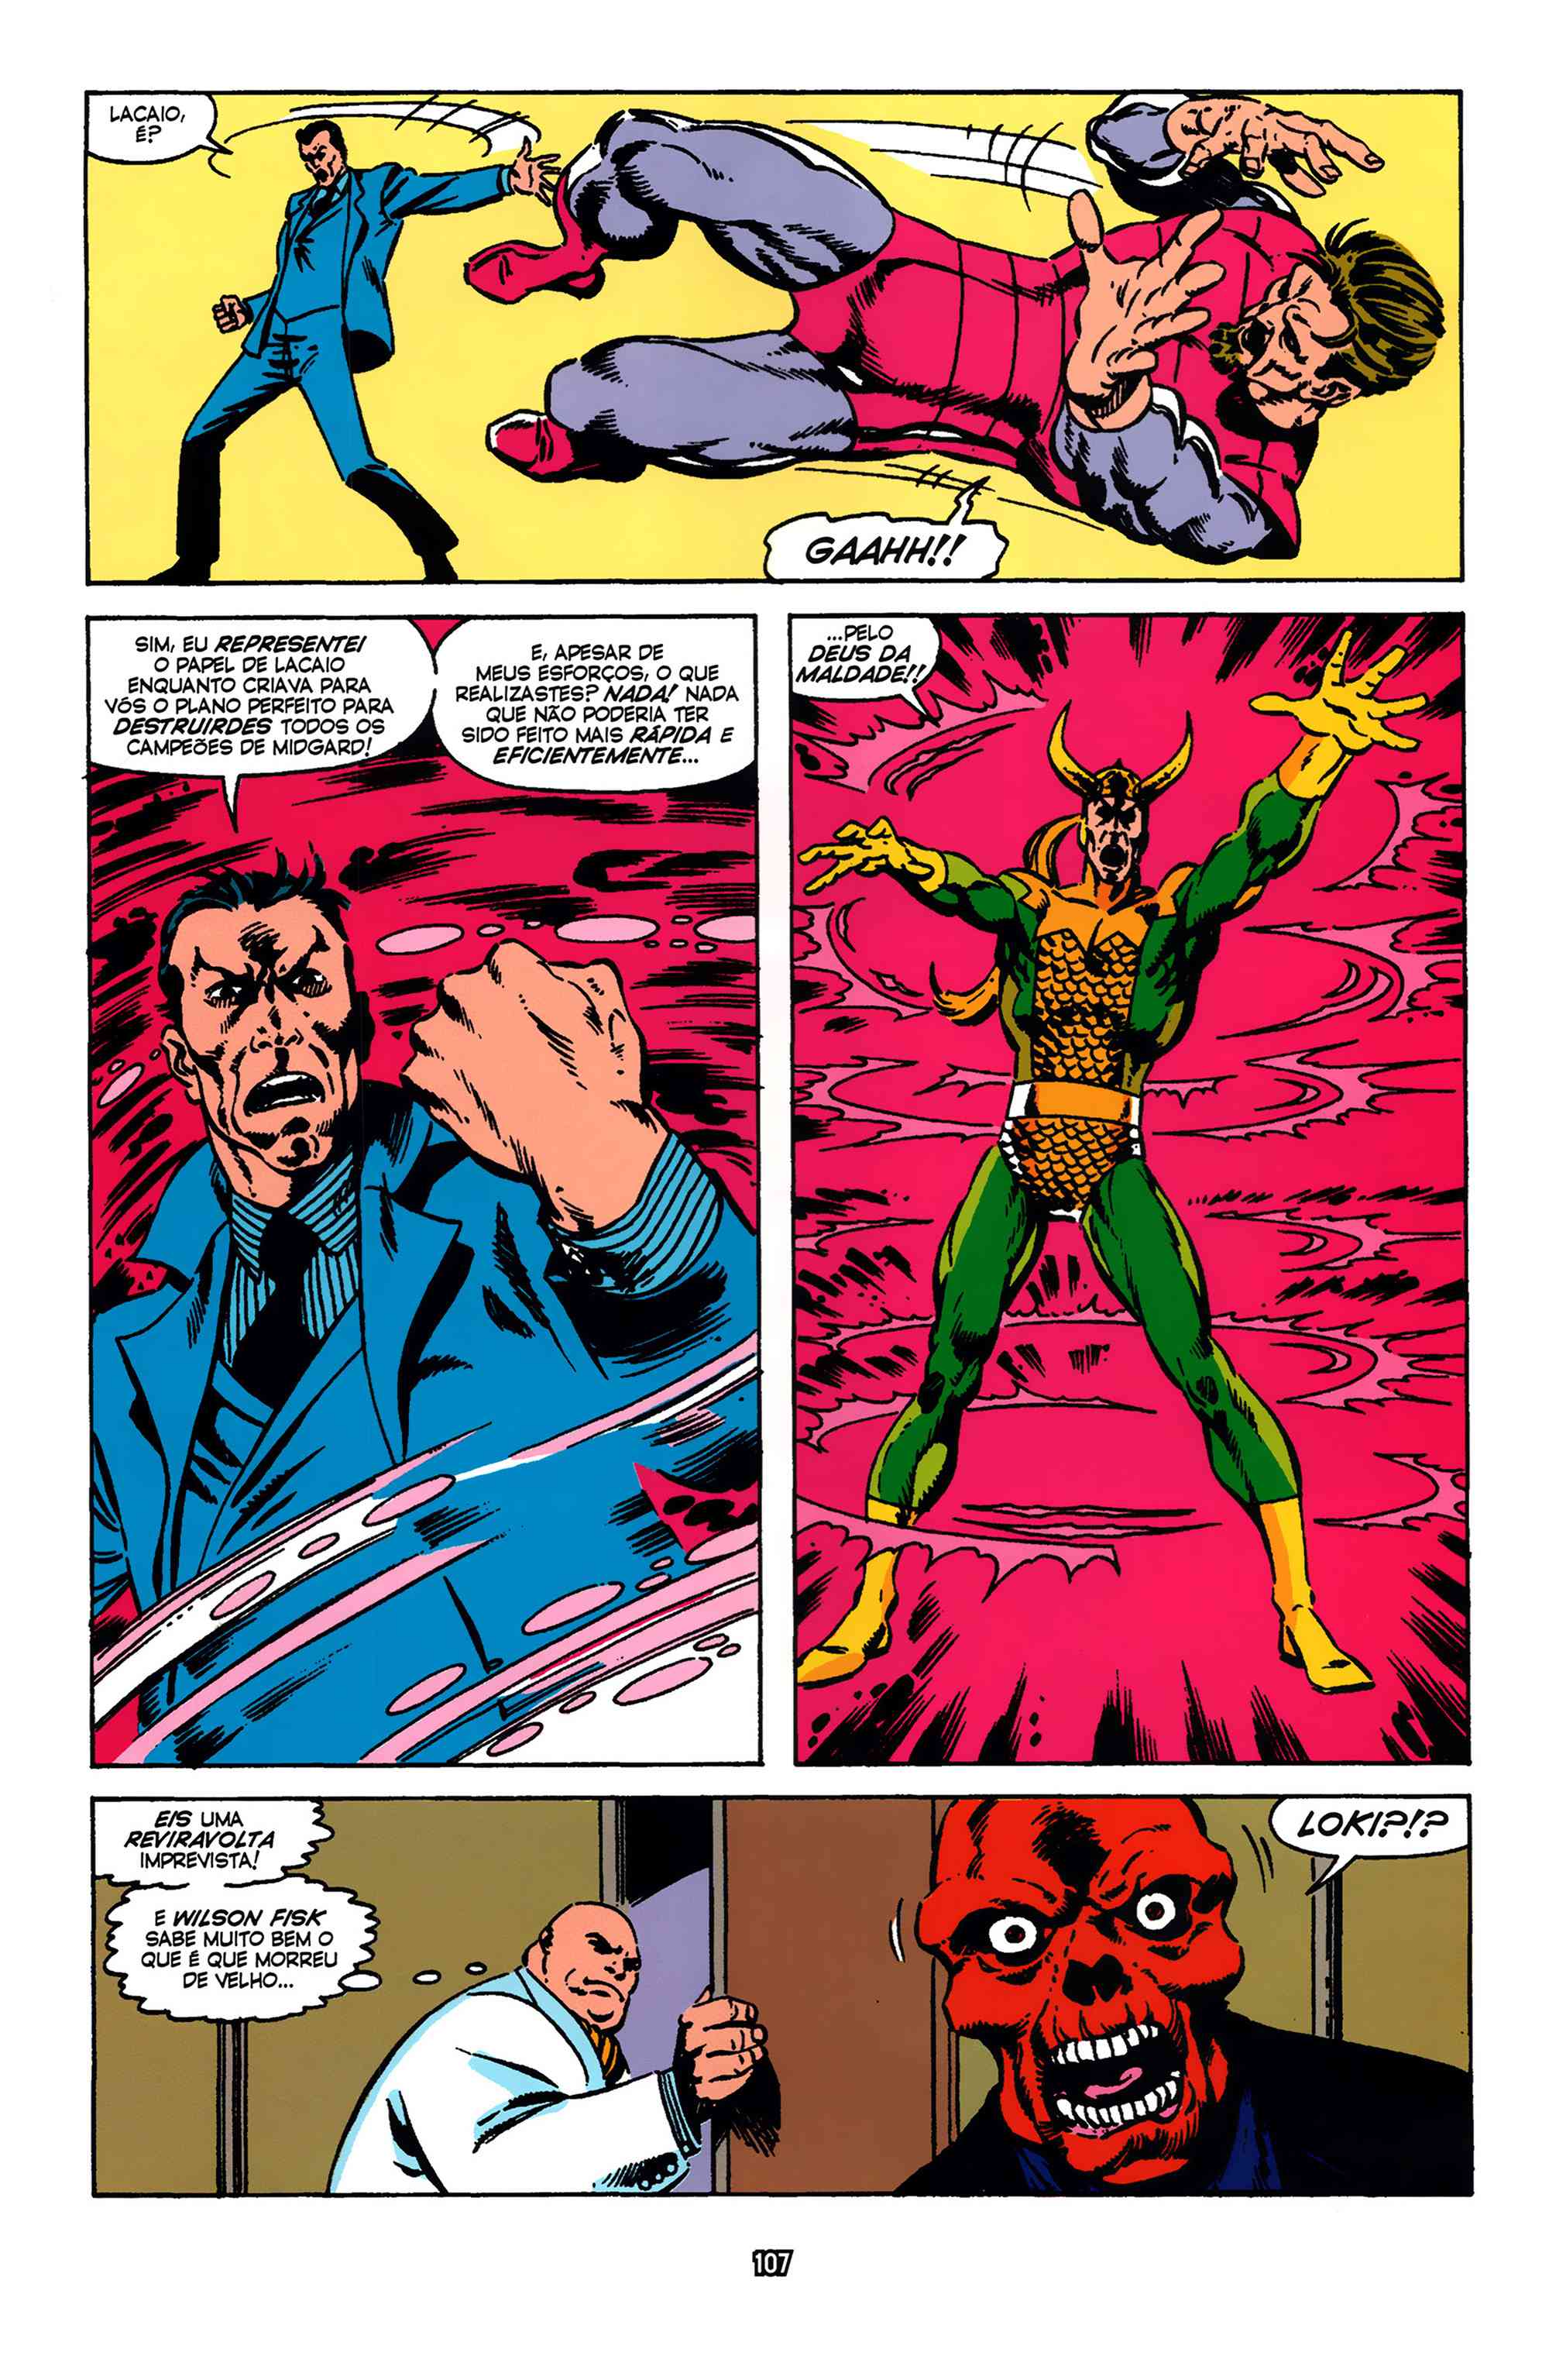 LACAIO,
É?
GAAHH!!
SIM, EU REPRESENTEI
O PAPEL DE LACAIO
ENQUANTO CRIAVA PARA
VÓS O PLANO PERFEITO PARA
DESTRUIRDES TODOS OS
CAMPEÕES DE MIDGARD!
E, APESAR DE
MEUS ESFORÇOS, O QUE
REALIZASTES? NADA! NADA
QUE NÃO PODERIA TER
SIDO FEITO MAIS RÁPIDA E
EFICIENTEMENTE...
...PELO
DEUS DA
MALDADE!!
EIS UMA
REVIRAVOLTA
IMPREVISTA!
E WILSON FISK
SABE MUITO BEM O
QUE É QUE MORREU
DE VELHO...
LOKI?!?
107